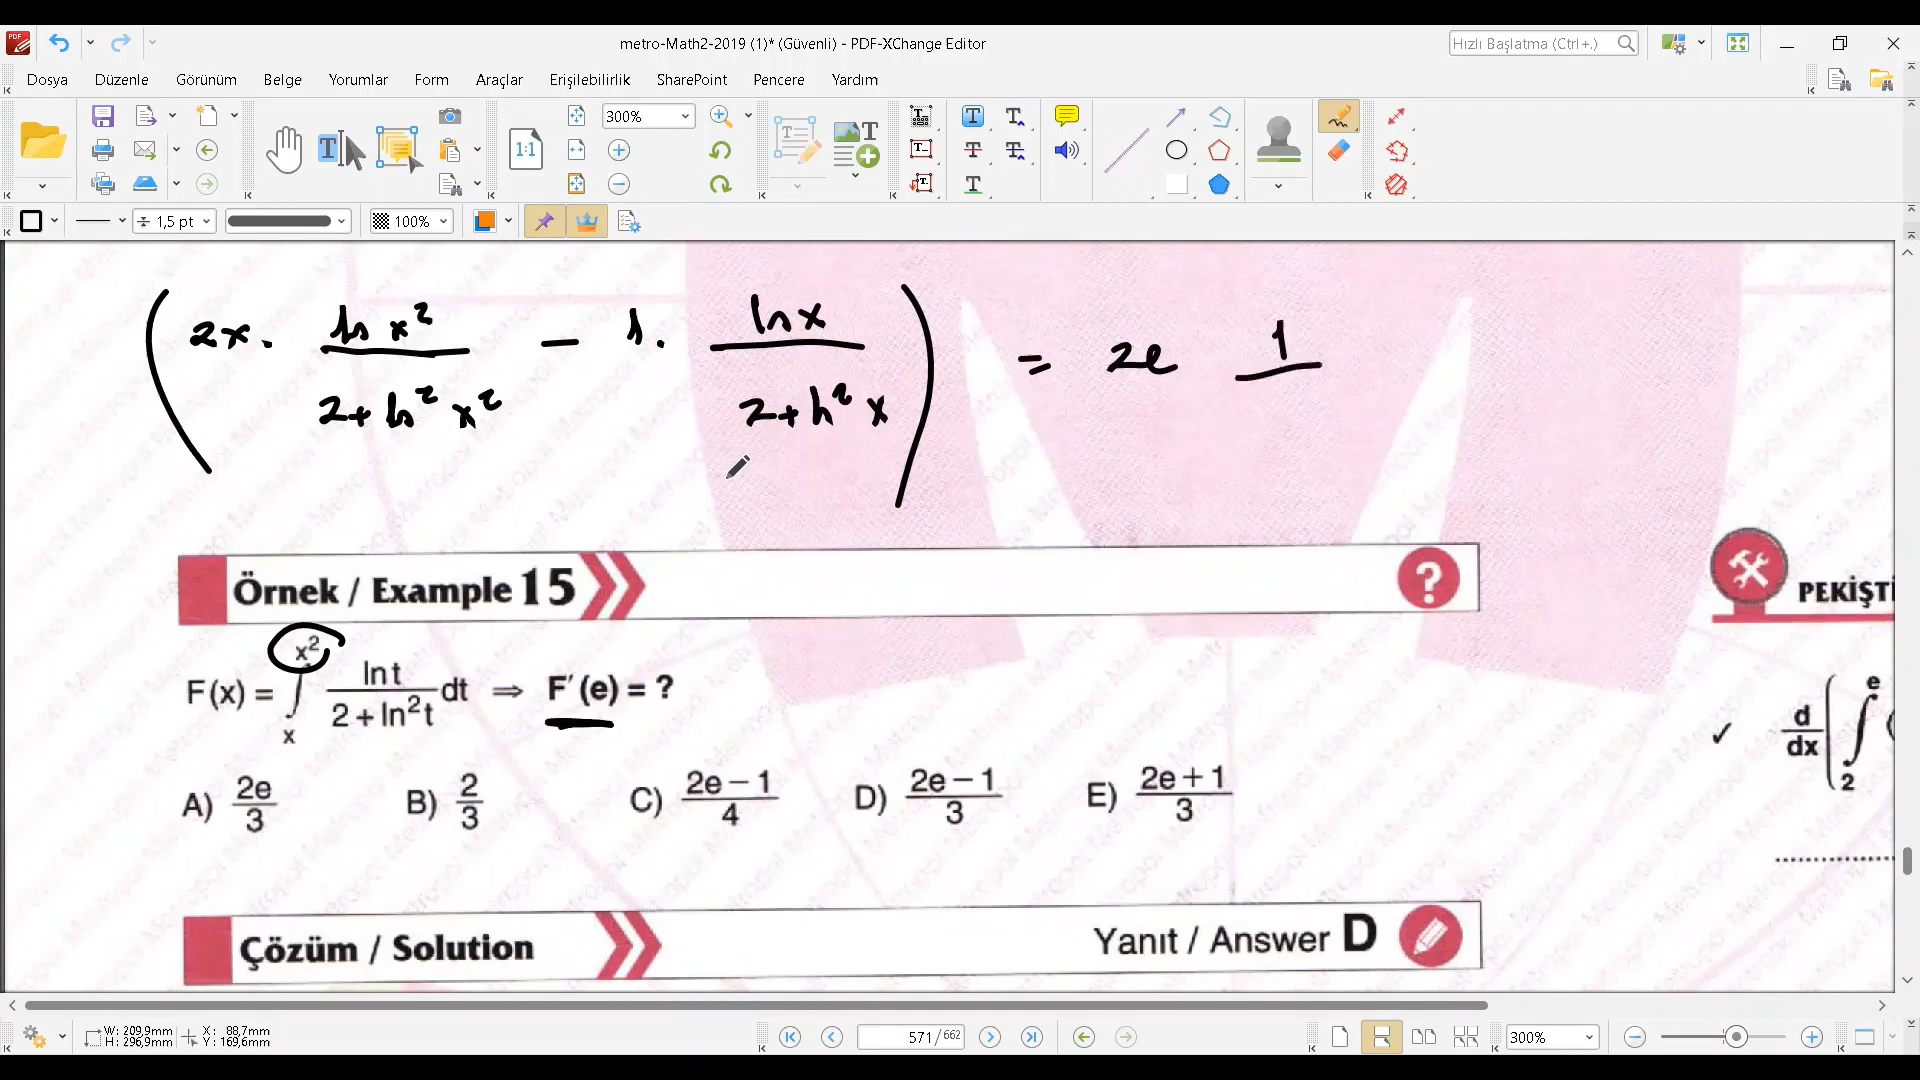 metro-Math2-2019 (1)* (Güvenli) - PDF-XChange Editor
Hızlı Başlatma (Ctrl+.)
Dosya Düzenle Görünüm Belge Yorumlar Form Araçlar Erişilebilirlik SharePoint Pencere Yardım
300%
1:1
1,5 pt
100%
(2x · ln x² / 2+ln² x² − 1 · ln x / 2+ln² x) = 2e 1
Örnek / Example 15
F(x) = ∫ₓ^(x²) ln t / (2 + ln²t) dt ⇒ F′(e) = ?
A) 2e/3 B) 2/3 C) 2e−1/4 D) 2e−1/3 E) 2e+1/3
Çözüm / Solution
Yanıt / Answer D
PEKİŞTİ
✓ d/dx ( ∫₂^e (
W: 209,9mm
H: 296,9mm
X: 88,7mm
Y: 169,6mm
571 / 662
300%